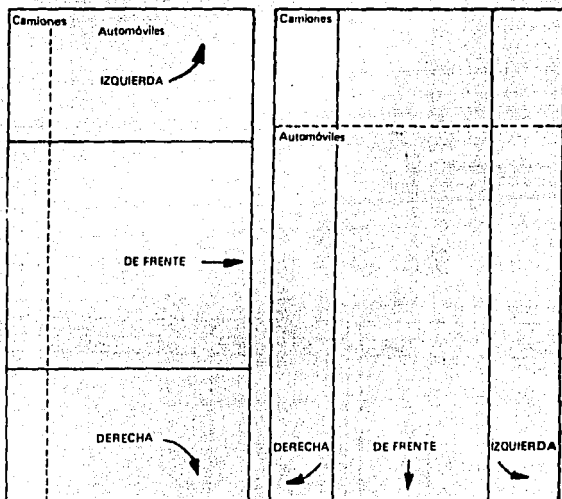 Camiones
Automóviles
IZQUIERDA
DE FRENTE
DERECHA
Camiones
Automóviles
DERECHA
DE FRENTE
IZQUIERDA